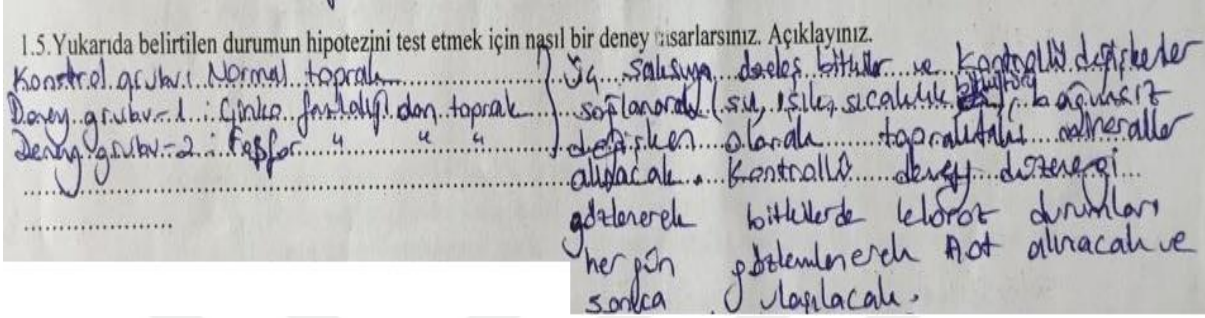 1.5.Yukarıda belirtilen durumun hipotezini test etmek için nasıl bir deney tasarlarsınız. Açıklayınız.
Kontrol grubu: Normal toprak
Deney grubu-1: Çinko fazlalığı olan toprak
Deney grubu-2: Fosfor " " "
Üç saksıya özdeş bitkiler ve Kontrollü değişkenler
sağlanarak (su, ışık, sıcaklık), bağımsız
değişken olarak topraktaki mineraller
alınacak. Kontrollü deney düzeneği
gözlenerek bitkilerde kloroz durumları
her gün gözlemlenerek not alınacak ve
sonuca ulaşılacak.